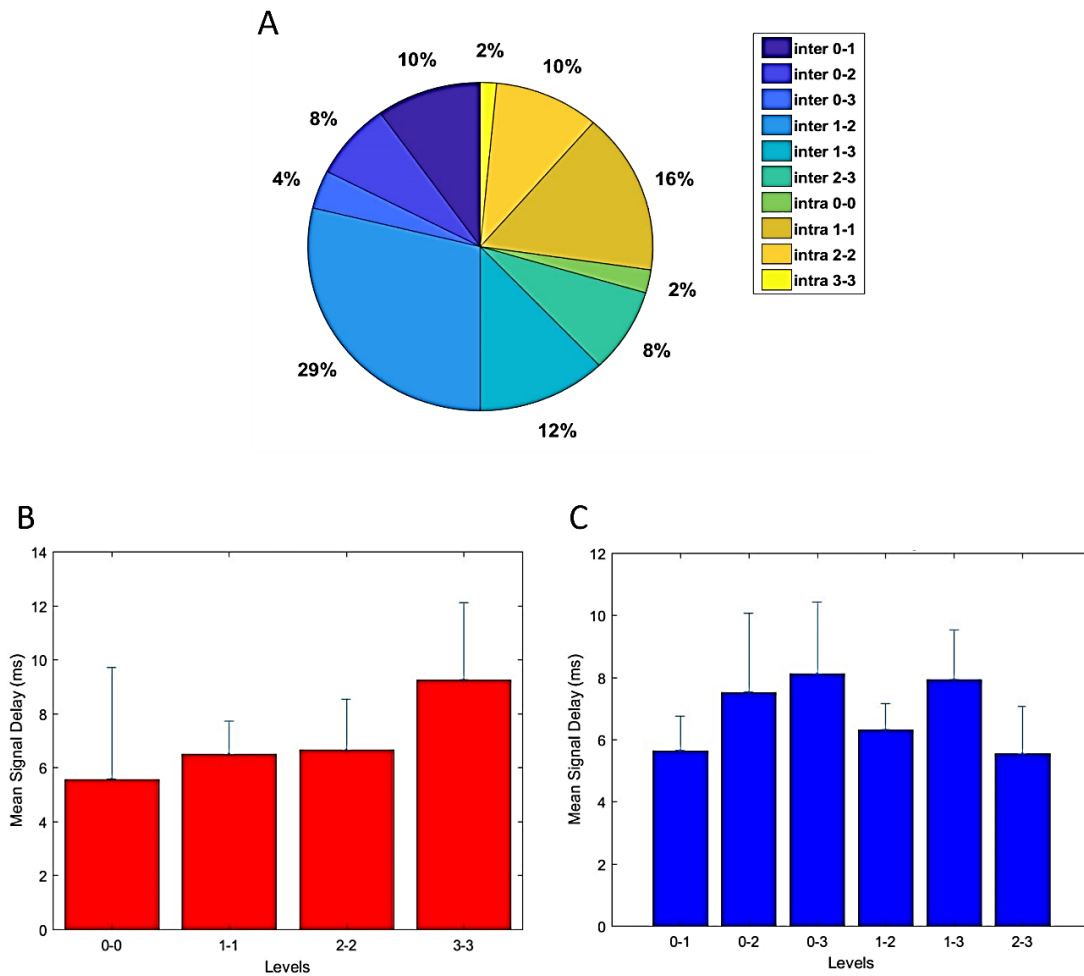 A
10%
2%
10%
8%
4%
16%
2%
29%
8%
12%
inter 0-1
inter 0-2
inter 0-3
inter 1-2
inter 1-3
inter 2-3
intra 0-0
intra 1-1
intra 2-2
intra 3-3
B
Mean Signal Delay (ms)
14
12
10
8
6
4
2
0
0-0 1-1 2-2 3-3
Levels
C
Mean Signal Delay (ms)
12
10
8
6
4
2
0
0-1 0-2 0-3 1-2 1-3 2-3
Levels